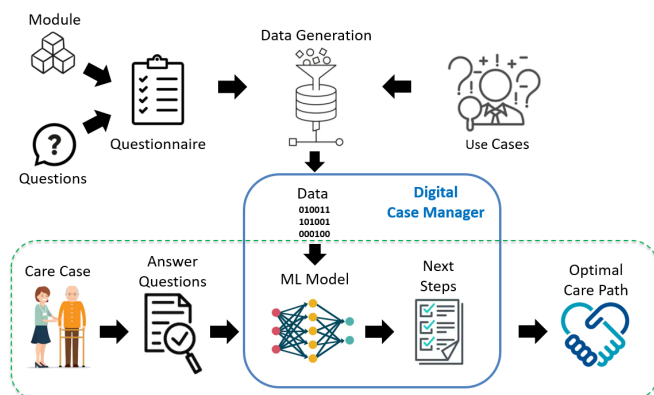 Module
Data Generation
Questionnaire
Questions
Use Cases
Data
010011
101001
000100
Digital
Case Manager
Care Case
Answer
Questions
ML Model
Next
Steps
Optimal
Care Path